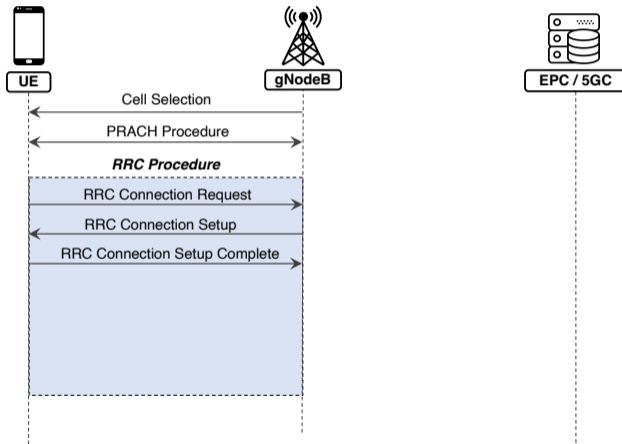 UE
gNodeB
EPC / 5GC
Cell Selection
PRACH Procedure
RRC Procedure
RRC Connection Request
RRC Connection Setup
RRC Connection Setup Complete